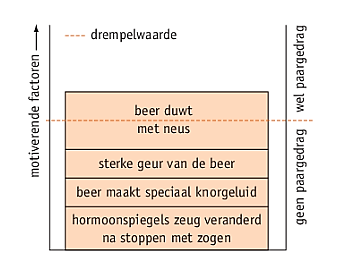 drempelwaarde
motiverende factoren
beer duwt
met neus
sterke geur van de beer
beer maakt speciaal knorgeluid
hormoonspiegels zeug veranderd
na stoppen met zogen
wel paargedrag
geen paargedrag